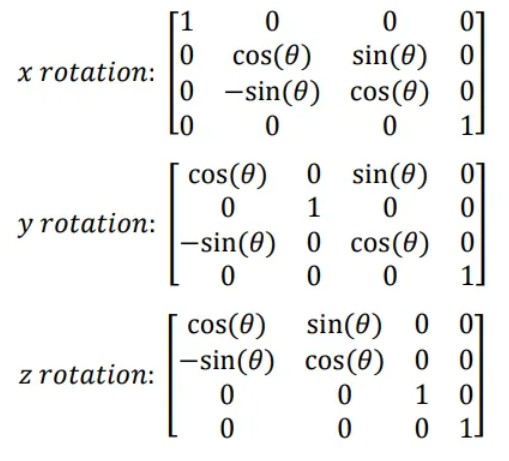 x rotation: [1 0 0 0
0 cos(θ) sin(θ) 0
0 −sin(θ) cos(θ) 0
0 0 0 1]
y rotation: [cos(θ) 0 sin(θ) 0
0 1 0 0
−sin(θ) 0 cos(θ) 0
0 0 0 1]
z rotation: [cos(θ) sin(θ) 0 0
−sin(θ) cos(θ) 0 0
0 0 1 0
0 0 0 1]